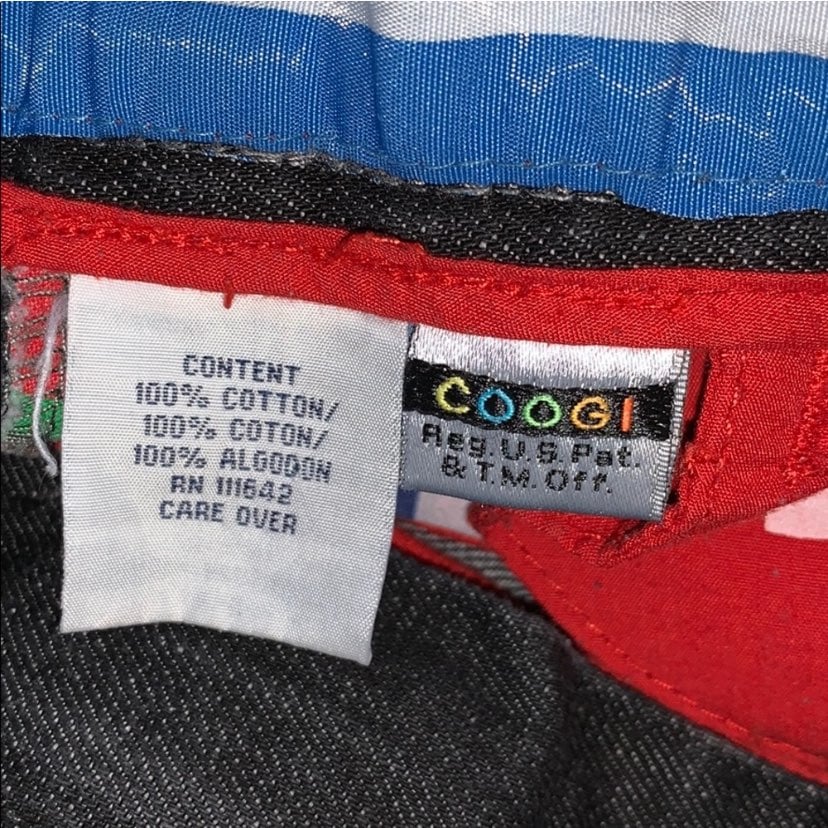 CONTENT
100% COTTON/
100% COTON/
100% ALGODON
RN 111642
CARE OVER
COOGI
Reg.U.S.Pat.
& T.M.Off.